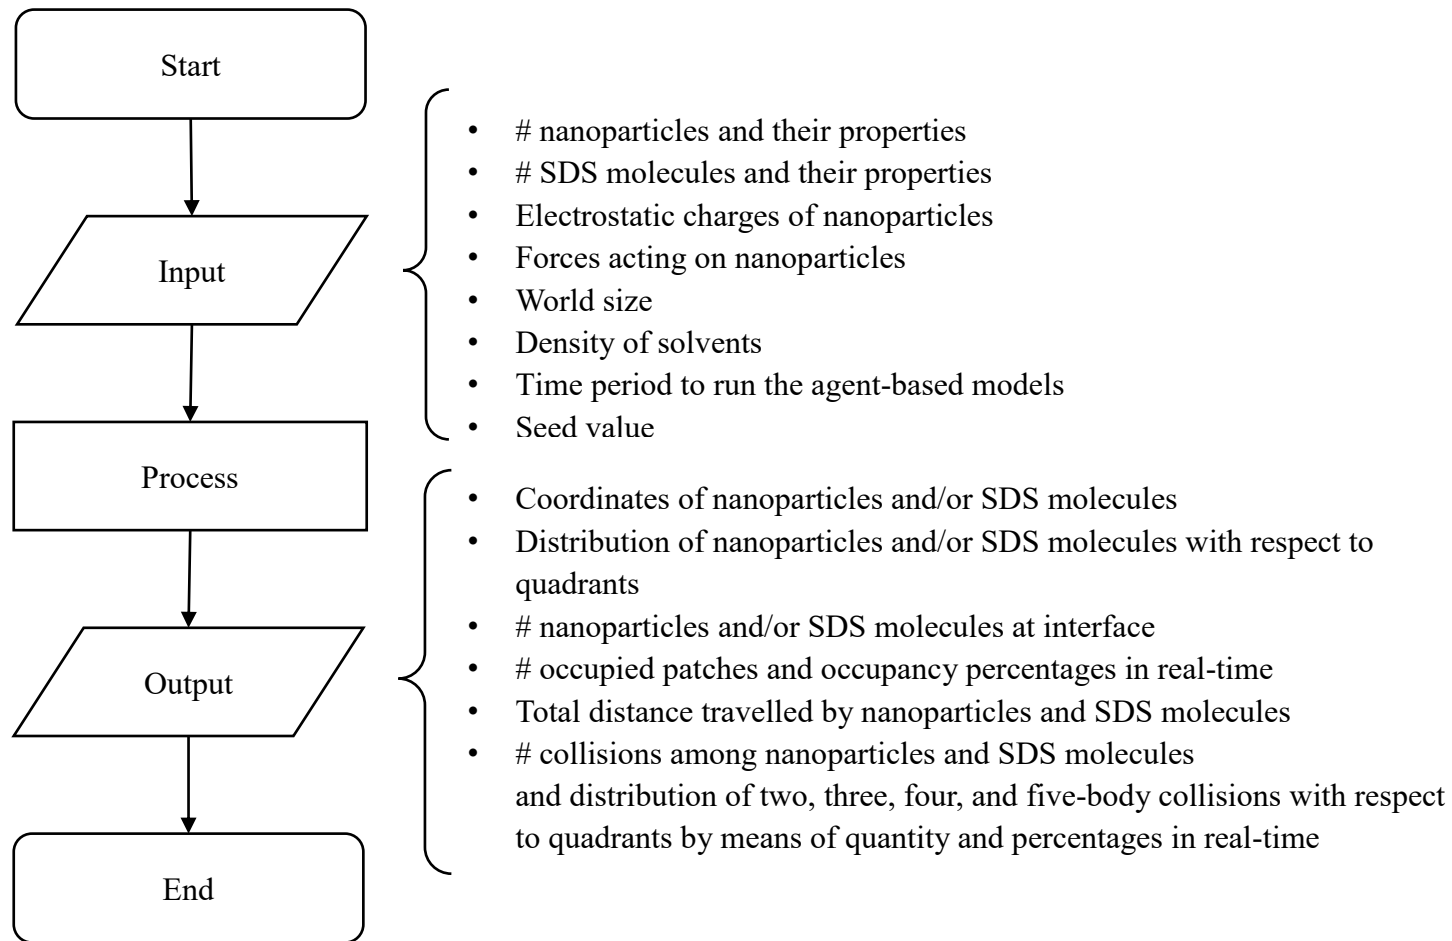 Start
• # nanoparticles and their properties
• # SDS molecules and their properties
• Electrostatic charges of nanoparticles
Input
• Forces acting on nanoparticles
• World size
• Density of solvents
• Time period to run the agent-based models
• Seed value
Process
• Coordinates of nanoparticles and/or SDS molecules
• Distribution of nanoparticles and/or SDS molecules with respect to
quadrants
• # nanoparticles and/or SDS molecules at interface
• # occupied patches and occupancy percentages in real-time
Output
• Total distance travelled by nanoparticles and SDS molecules
• # collisions among nanoparticles and SDS molecules
and distribution of two, three, four, and five-body collisions with respect
to quadrants by means of quantity and percentages in real-time
End